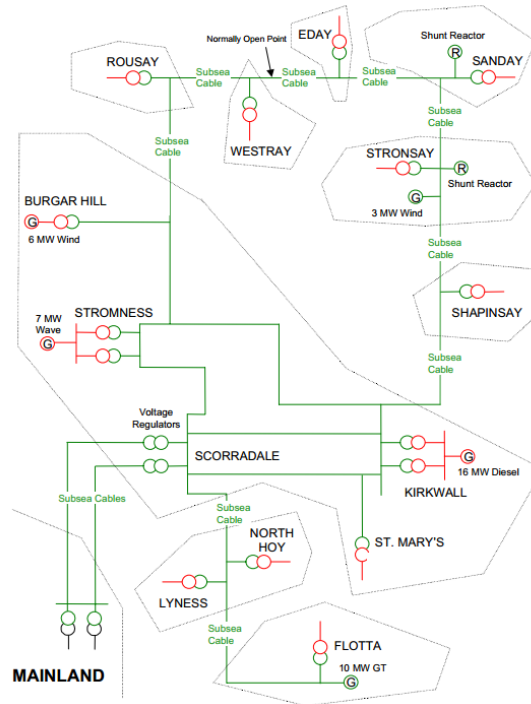 EDAY
Normally Open Point
Shunt Reactor
R
ROUSAY
SANDAY
Subsea
Cable
Subsea
Cable
Subsea
Cable
Subsea
Cable
WESTRAY
Subsea
Cable
STRONSAY
R
Shunt Reactor
G
3 MW Wind
BURGAR HILL
G
6 MW Wind
Subsea
Cable
STROMNESS
7 MW
Wave
G
SHAPINSAY
Subsea
Cable
Voltage
Regulators
SCORRADALE
G
16 MW Diesel
KIRKWALL
Subsea Cables
Subsea
Cable
NORTH
HOY
ST. MARY'S
LYNESS
Subsea
Cable
FLOTTA
10 MW GT
G
MAINLAND